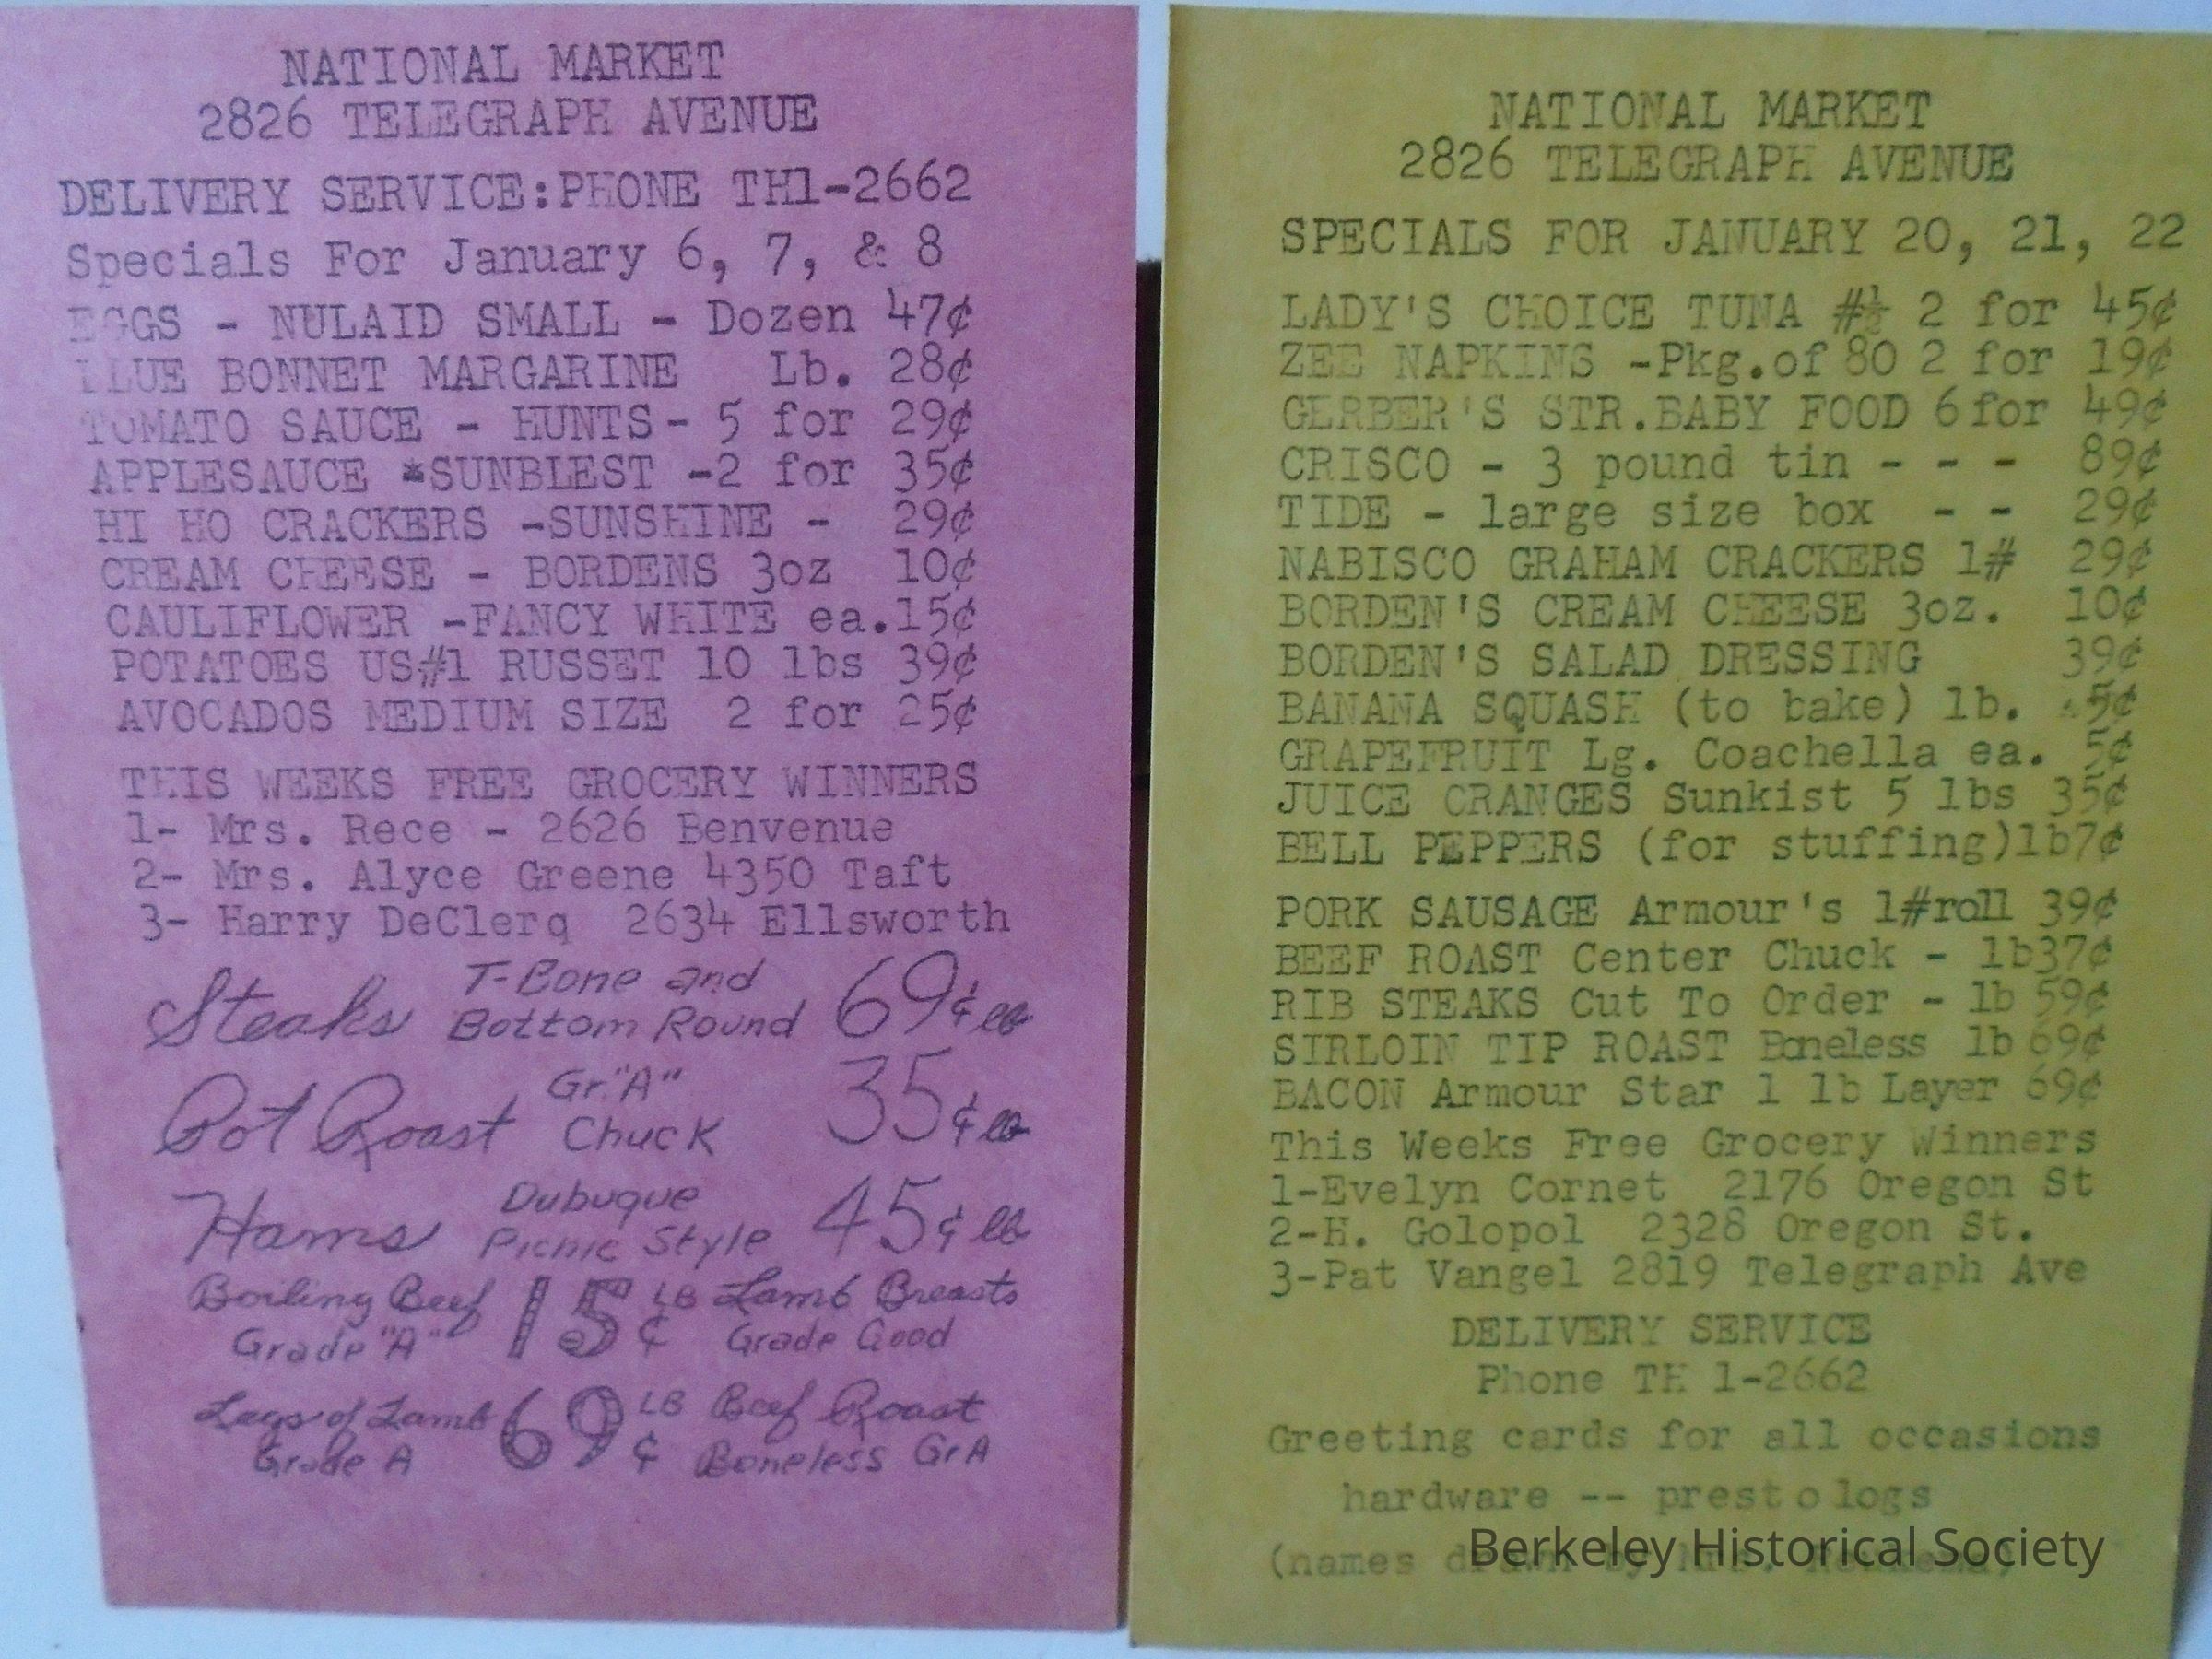 NATIONAL MARKET
2826 TELEGRAPH AVENUE
DELIVERY SERVICE:PHONE TH1-2662
Specials For January 6, 7, & 8
EGGS - NULAID SMALL - Dozen 47¢
BLUE BONNET MARGARINE Lb. 28¢
TOMATO SAUCE - HUNTS- 5 for 29¢
APPLESAUCE *SUNBLEST -2 for 35¢
HI HO CRACKERS -SUNSHINE - 29¢
CREAM CHEESE - BORDENS 3oz 10¢
CAULIFLOWER -FANCY WHITE ea.15¢
POTATOES US#1 RUSSET 10 lbs 39¢
AVOCADOS MEDIUM SIZE 2 for 25¢
THIS WEEKS FREE GROCERY WINNERS
1- Mrs. Rece - 2626 Benvenue
2- Mrs. Alyce Greene 4350 Taft
3- Harry DeClerq 2634 Ellsworth
Steaks T-Bone and Bottom Round 69¢ lb
Pot Roast Gr."A" Chuck 35¢ lb
Hams Dubuque Picnic Style 45¢ lb
Boiling Beef Grade "A" 15¢ LB Lamb Breasts Grade Good
Legs of Lamb Grade A 69¢ LB Beef Roast Boneless Gr A
NATIONAL MARKET
2826 TELEGRAPH AVENUE
SPECIALS FOR JANUARY 20, 21, 22
LADY'S CHOICE TUNA #½ 2 for 45¢
ZEE NAPKINS -Pkg.of 80 2 for 19¢
GERBER'S STR.BABY FOOD 6 for 49¢
CRISCO - 3 pound tin - - - 89¢
TIDE - large size box - - 29¢
NABISCO GRAHAM CRACKERS 1# 29¢
BORDEN'S CREAM CHEESE 3oz. 10¢
BORDEN'S SALAD DRESSING 39¢
BANANA SQUASH (to bake) lb. 5¢
GRAPEFRUIT Lg. Coachella ea. 5¢
JUICE ORANGES Sunkist 5 lbs 35¢
BELL PEPPERS (for stuffing)lb7¢
PORK SAUSAGE Armour's 1#roll 39¢
BEEF ROAST Center Chuck - lb37¢
RIB STEAKS Cut To Order - lb 59¢
SIRLOIN TIP ROAST Boneless lb 69¢
BACON Armour Star 1 lb Layer 69¢
This Weeks Free Grocery Winners
1-Evelyn Cornet 2176 Oregon St
2-H. Golopol 2328 Oregon St.
3-Pat Vangel 2819 Telegraph Ave
DELIVERY SERVICE
Phone TH 1-2662
Greeting cards for all occasions
hardware -- presto logs
(names drawn by Mrs.
Berkeley Historical Society